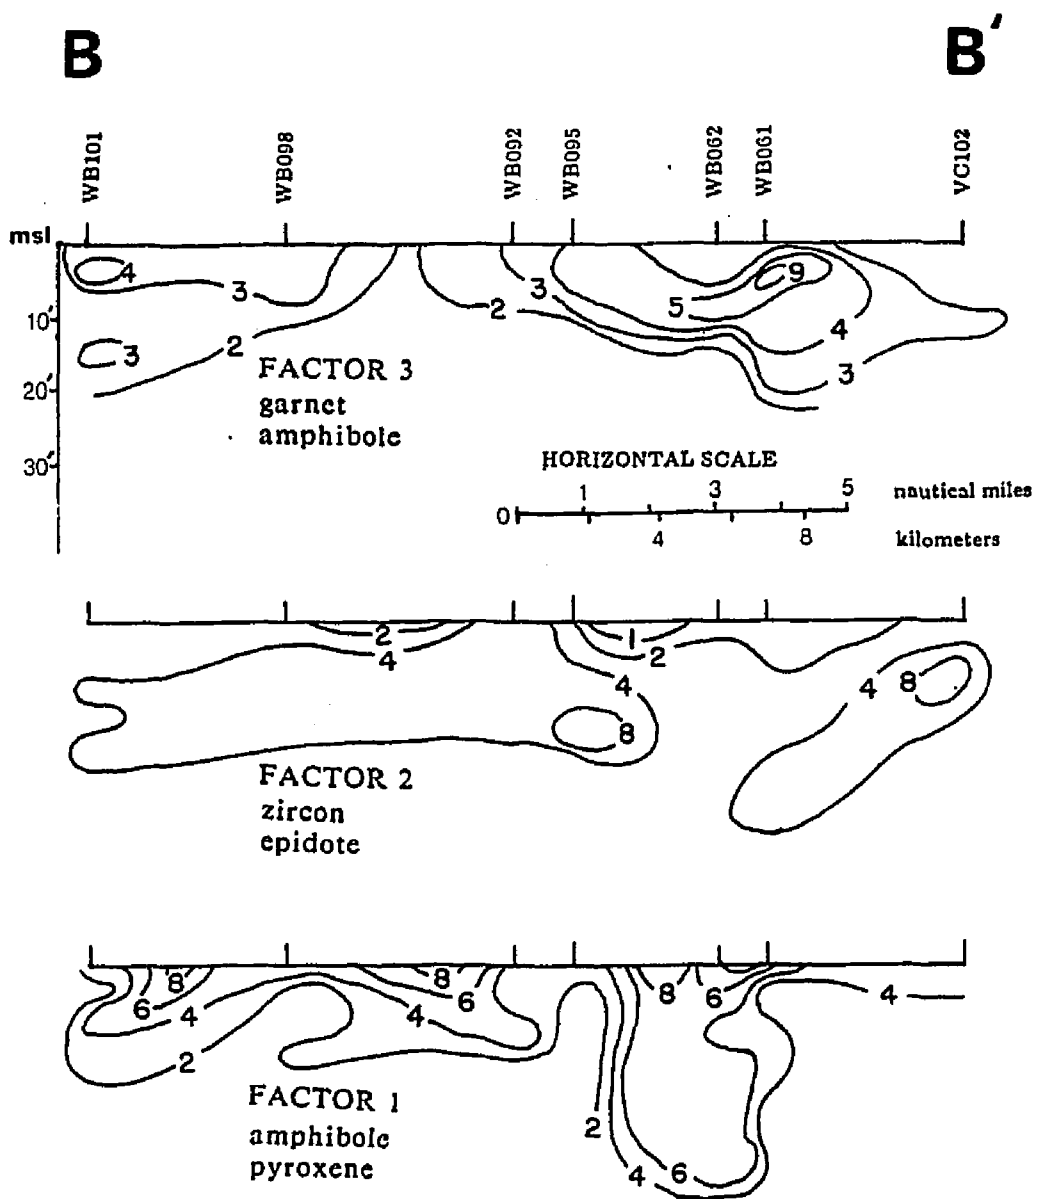 B B′
WB101 WB098 WB092 WB095 WB062 WB061 VC102
msl
4 9
3 3 5
10′ 2 4
3 2 3
20′ FACTOR 3
garnet
amphibole
30′ HORIZONTAL SCALE
1 3 5 nautical miles
0
4 8 kilometers
2 1
4 2
4 4 8
8
FACTOR 2
zircon
epidote
8 8 8 6 4
6 6
4 4
2
FACTOR 1
amphibole
pyroxene
2
4 6